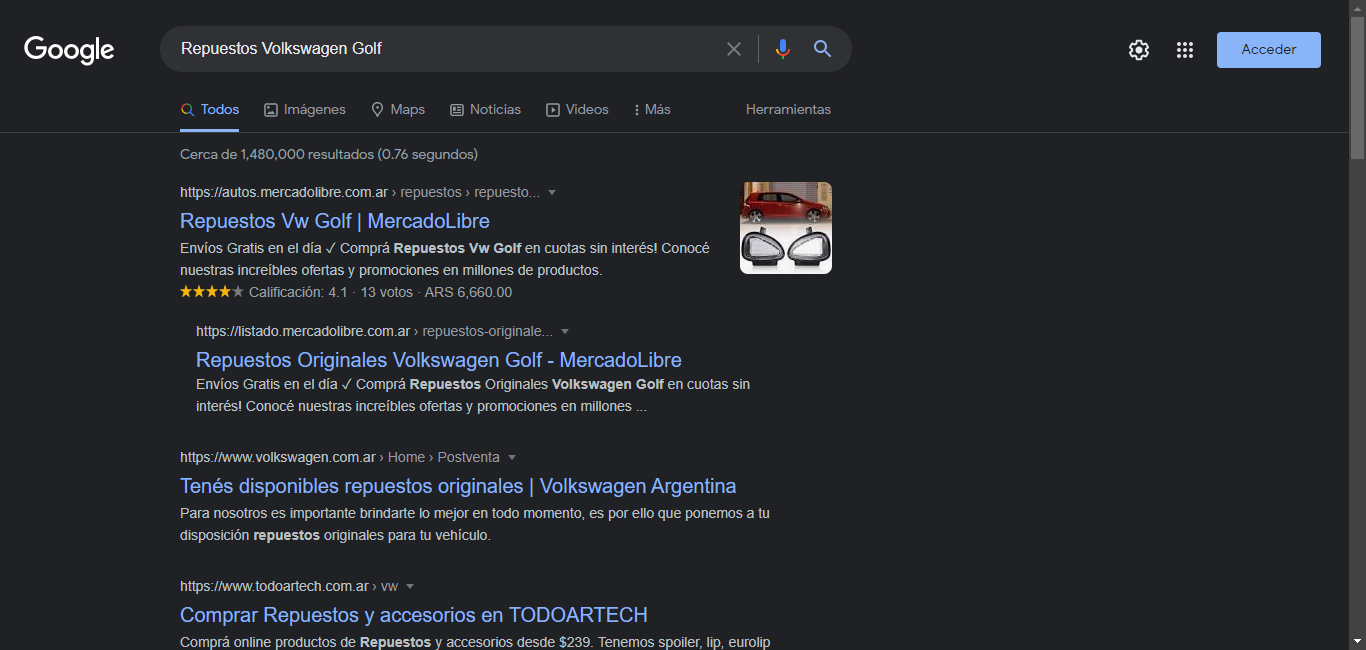 Google
Repuestos Volkswagen Golf
Acceder
Todos
Imágenes
Maps
Noticias
Videos
Más
Herramientas
Cerca de 1,480,000 resultados (0.76 segundos)
https://autos.mercadolibre.com.ar › repuestos › repuesto...
Repuestos Vw Golf | MercadoLibre
Envíos Gratis en el día ✓ Comprá Repuestos Vw Golf en cuotas sin interés! Conocé
nuestras increíbles ofertas y promociones en millones de productos.
Calificación: 4.1 · 13 votos · ARS 6,660.00
https://listado.mercadolibre.com.ar › repuestos-originale...
Repuestos Originales Volkswagen Golf - MercadoLibre
Envíos Gratis en el día ✓ Comprá Repuestos Originales Volkswagen Golf en cuotas sin
interés! Conocé nuestras increíbles ofertas y promociones en millones ...
https://www.volkswagen.com.ar › Home › Postventa
Tenés disponibles repuestos originales | Volkswagen Argentina
Para nosotros es importante brindarte lo mejor en todo momento, es por ello que ponemos a tu
disposición repuestos originales para tu vehículo.
https://www.todoartech.com.ar › vw
Comprar Repuestos y accesorios en TODOARTECH
Comprá online productos de Repuestos y accesorios desde $239. Tenemos spoiler, lip, eurolip